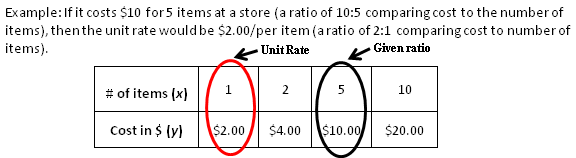 Example: If it costs $10 for 5 items at a store (a ratio of 10:5 comparing cost to the number of
items), then the unit rate would be $2.00/per item (a ratio of 2:1 comparing cost to number of
items).
Unit Rate Given ratio
# of items (x) 1 2 5 10
Cost in $ (y) $2.00 $4.00 $10.00 $20.00